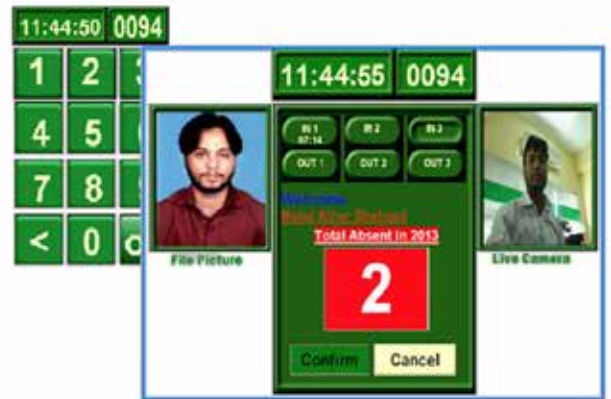 11:44:50 0094
1 2
4 5
7 8
< 0
11:44:55 0094
IN 1 IN 2 IN 3
07:14
OUT 1 OUT 2 OUT 3
Welcome
Total Absent in 2013
2
File Picture
Live Camera
Confirm Cancel